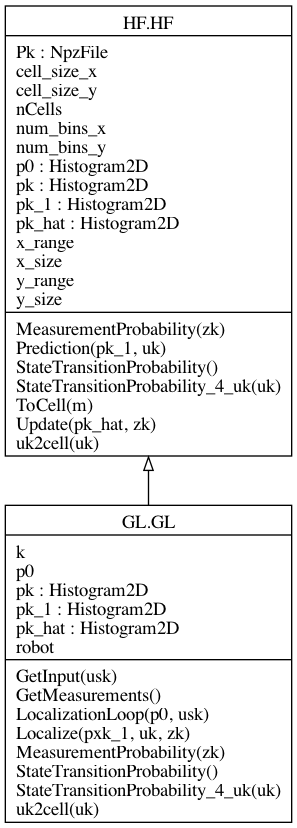 HF.HF
Pk : NpzFile
cell_size_x
cell_size_y
nCells
num_bins_x
num_bins_y
p0 : Histogram2D
pk : Histogram2D
pk_1 : Histogram2D
pk_hat : Histogram2D
x_range
x_size
y_range
y_size
MeasurementProbability(zk)
Prediction(pk_1, uk)
StateTransitionProbability()
StateTransitionProbability_4_uk(uk)
ToCell(m)
Update(pk_hat, zk)
uk2cell(uk)
GL.GL
k
p0
pk : Histogram2D
pk_1 : Histogram2D
pk_hat : Histogram2D
robot
GetInput(usk)
GetMeasurements()
LocalizationLoop(p0, usk)
Localize(pxk_1, uk, zk)
MeasurementProbability(zk)
StateTransitionProbability()
StateTransitionProbability_4_uk(uk)
uk2cell(uk)